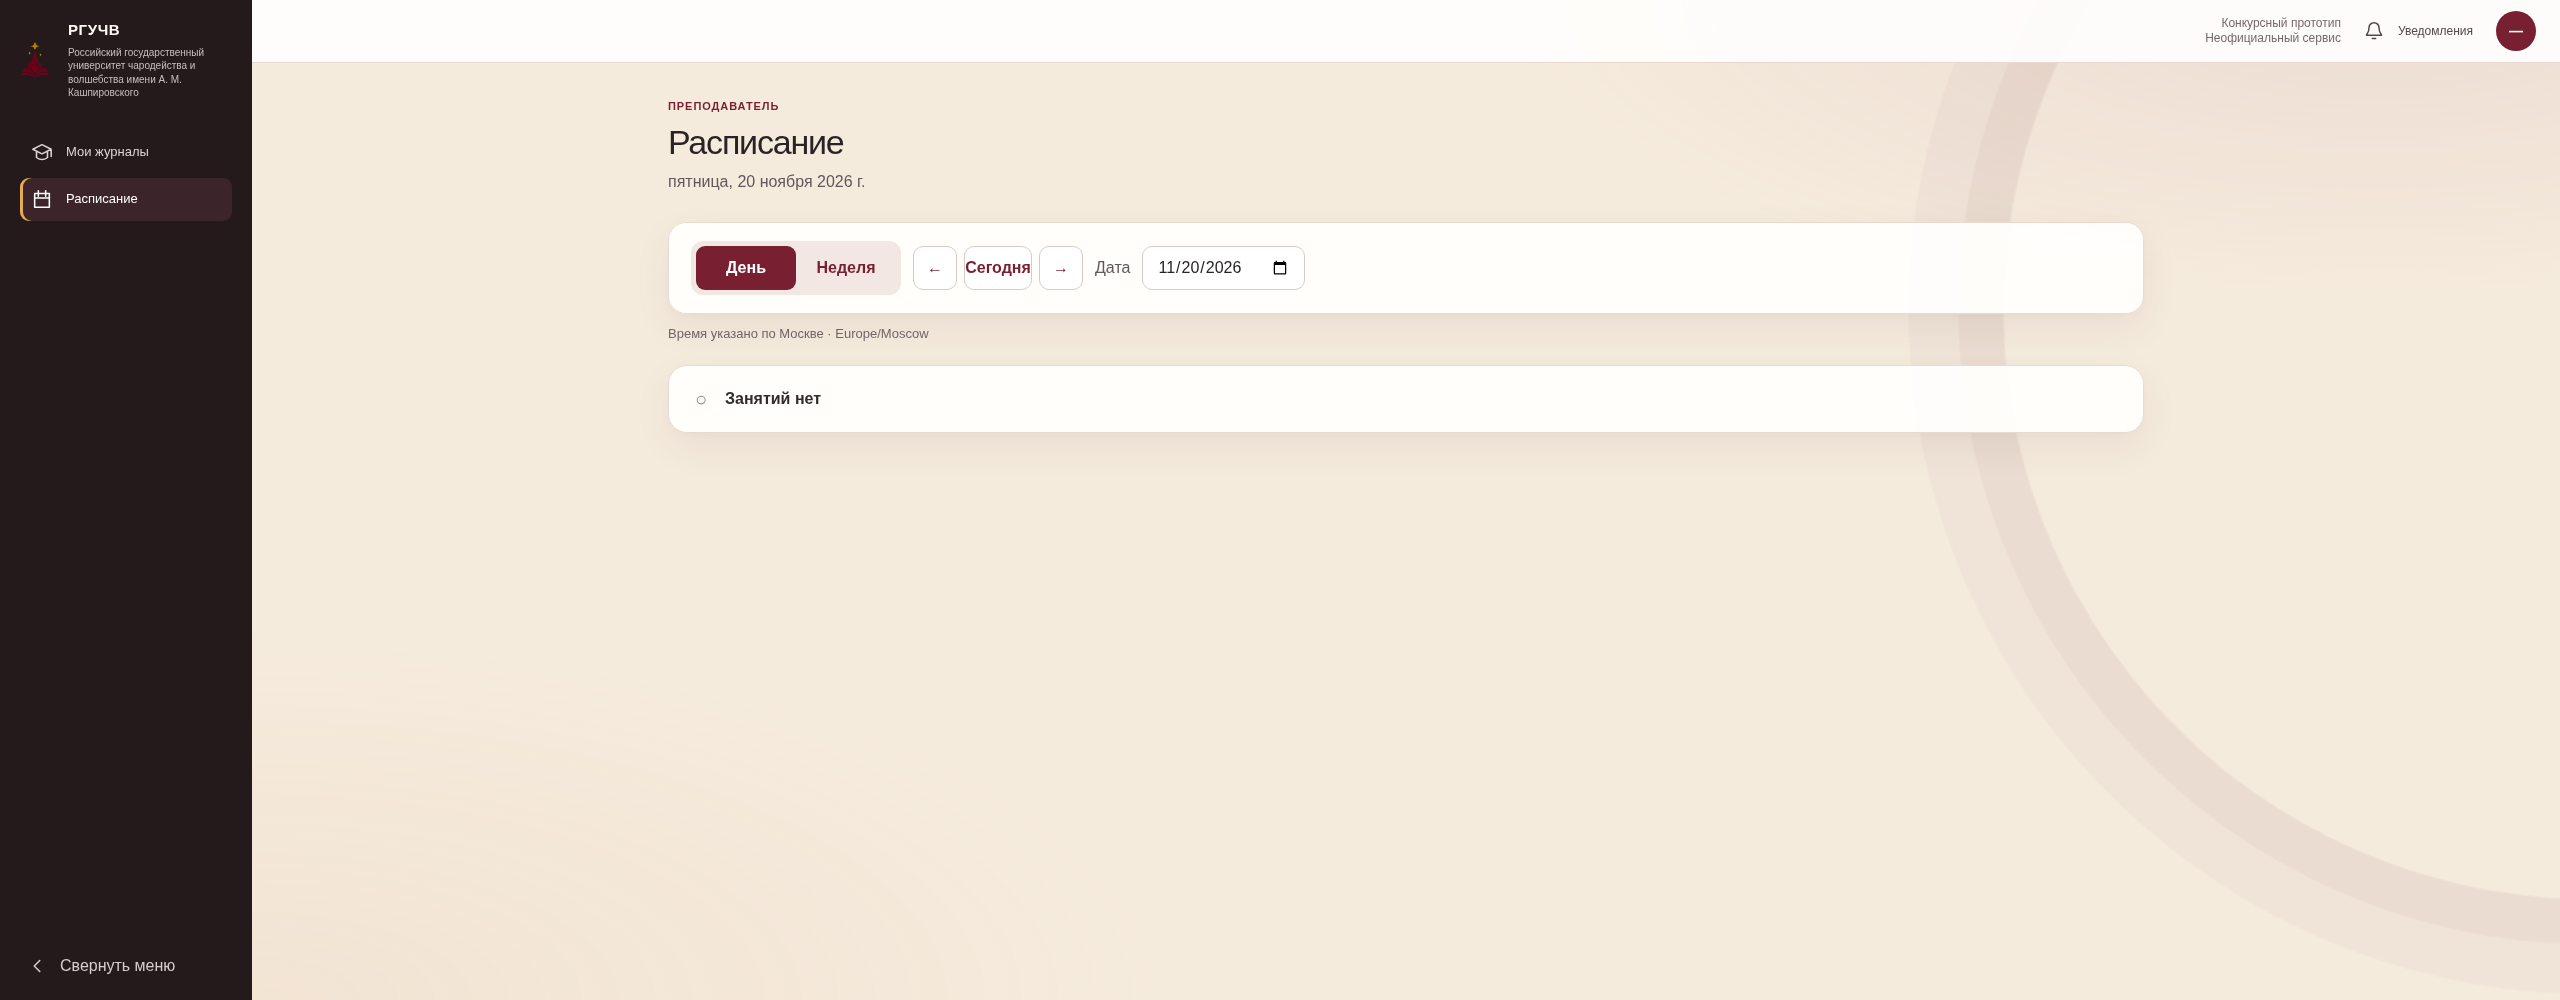 РГУЧВ
Российский государственный
университет чародейства и
волшебства имени А. М.
Кашпировского
Мои журналы
Расписание
Свернуть меню
Конкурсный прототип
Неофициальный сервис
Уведомления
ПРЕПОДАВАТЕЛЬ
Расписание
пятница, 20 ноября 2026 г.
День Неделя ← Сегодня → Дата 11/20/2026
Время указано по Москве · Europe/Moscow
Занятий нет